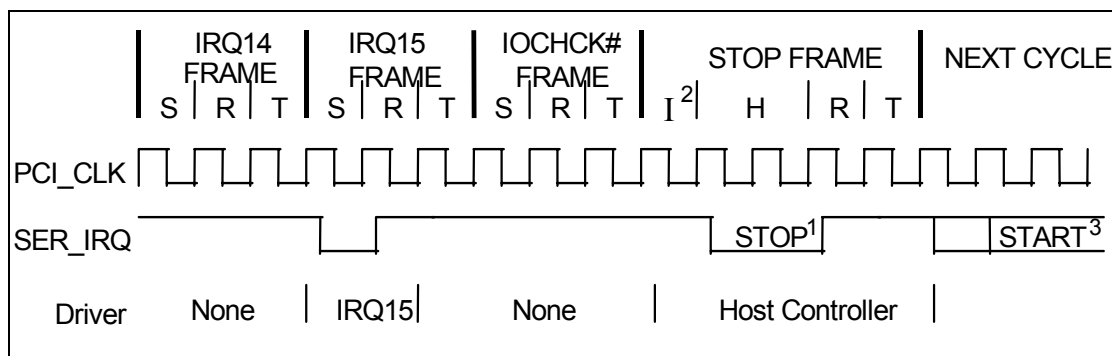 IRQ14 FRAME
IRQ15 FRAME
IOCHCK# FRAME
STOP FRAME
NEXT CYCLE
S R T S R T S R T I2 H R T
PCI_CLK
SER_IRQ STOP1 START3
Driver None IRQ15 None Host Controller